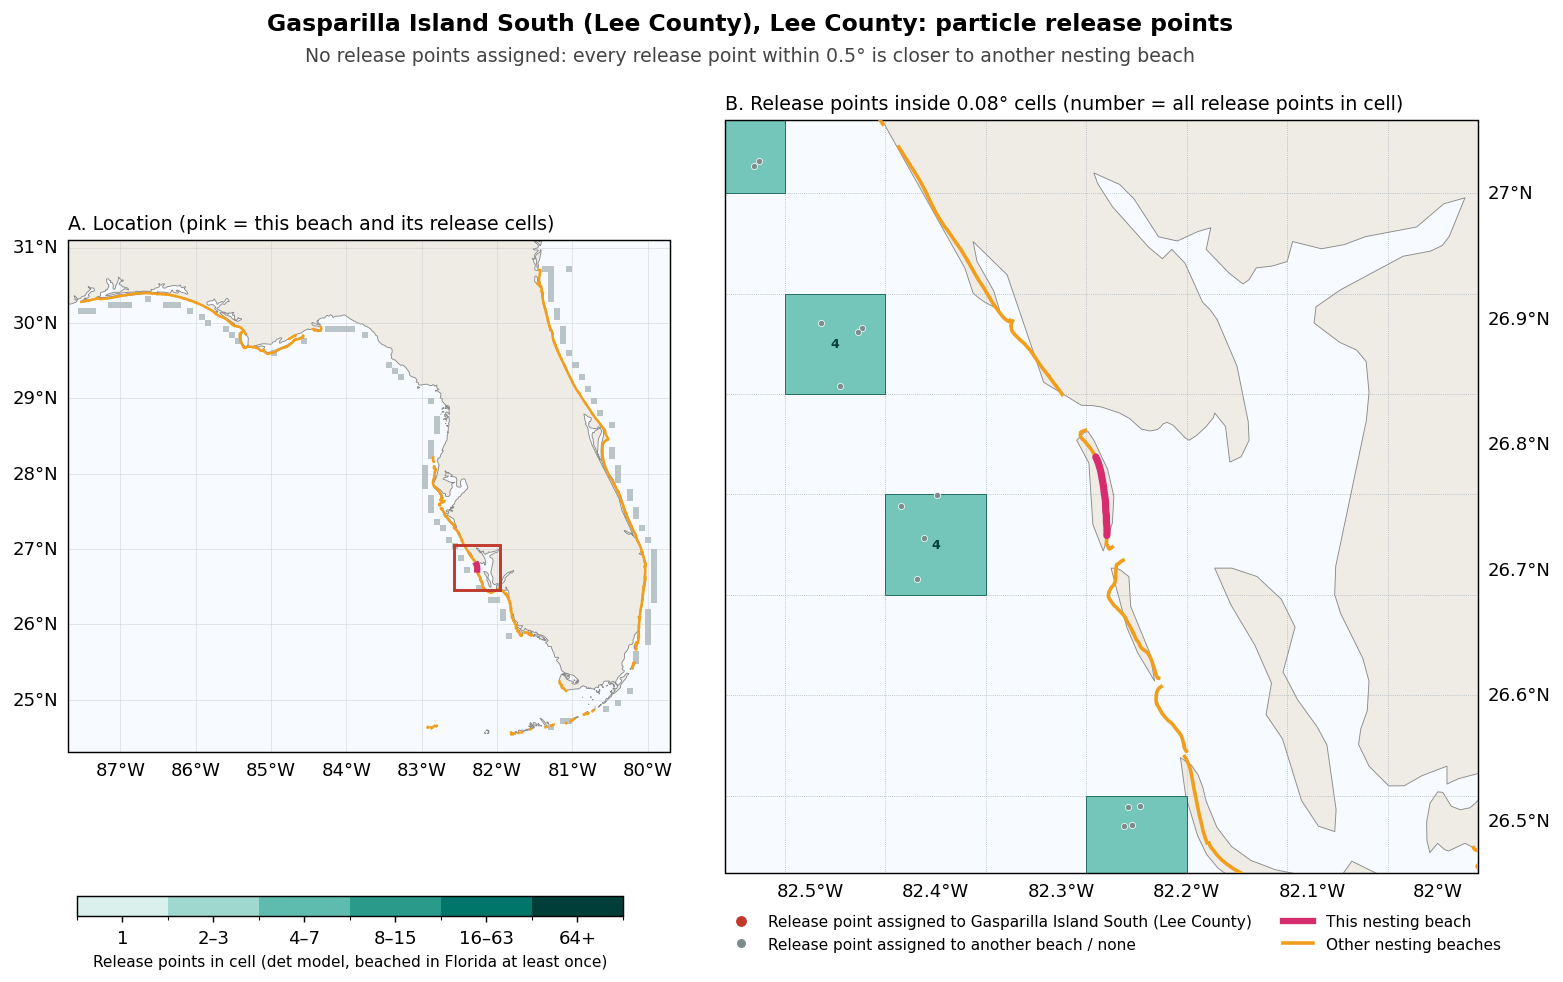 Gasparilla Island South (Lee County), Lee County: particle release points
No release points assigned: every release point within 0.5° is closer to another nesting beach
A. Location (pink = this beach and its release cells)
31°N
30°N
29°N
28°N
27°N
26°N
25°N
87°W 86°W 85°W 84°W 83°W 82°W 81°W 80°W
B. Release points inside 0.08° cells (number = all release points in cell)
4
4
27°N
26.9°N
26.8°N
26.7°N
26.6°N
26.5°N
82.5°W 82.4°W 82.3°W 82.2°W 82.1°W 82°W
1 2–3 4–7 8–15 16–63 64+
Release points in cell (det model, beached in Florida at least once)
Release point assigned to Gasparilla Island South (Lee County)
Release point assigned to another beach / none
This nesting beach
Other nesting beaches